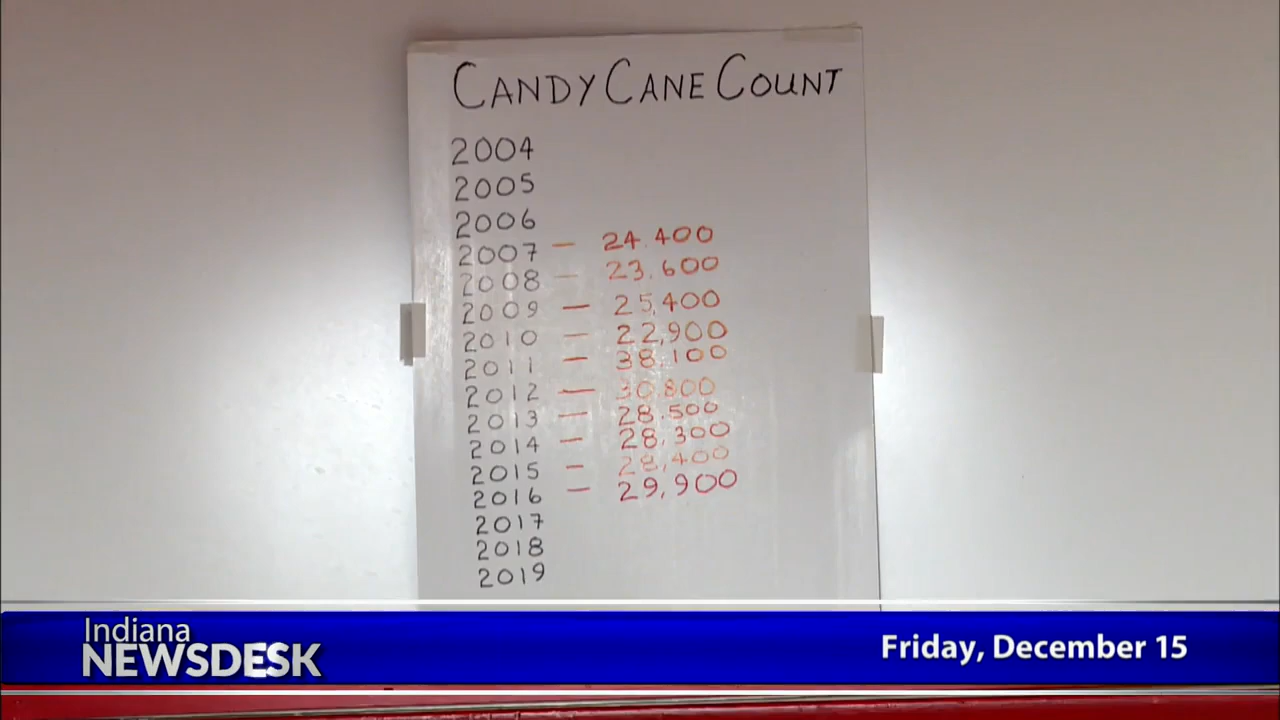 CANDY CANE COUNT
2004
2005
2006
2007 — 24.400
2008 — 23.600
2009 — 25,400
2010 — 22,900
2011 — 38,100
2012 — 30.800
2013 — 28.500
2014 — 28,300
2015 — 28,400
2016 — 29,900
2017
2018
2019
Indiana
NEWSDESK
Friday, December 15